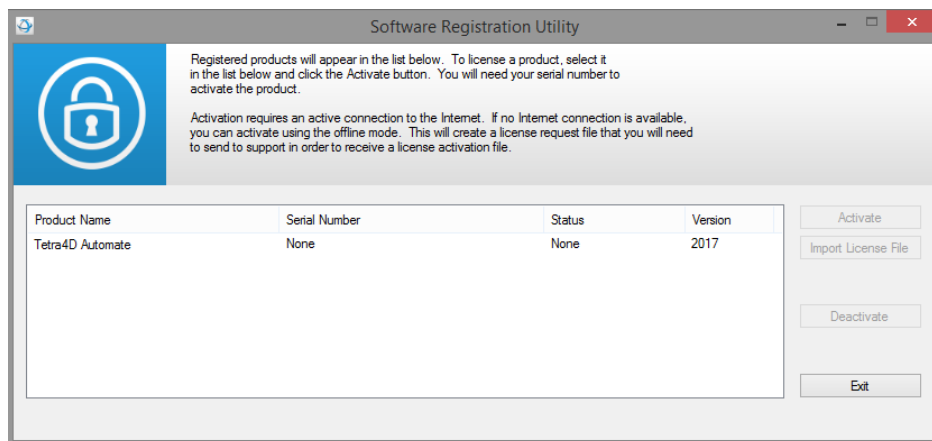 Software Registration Utility
Registered products will appear in the list below. To license a product, select it
in the list below and click the Activate button. You will need your serial number to
activate the product.
Activation requires an active connection to the Internet. If no Internet connection is available,
you can activate using the offline mode. This will create a license request file that you will need
to send to support in order to receive a license activation file.
Product Name Serial Number Status Version
Tetra4D Automate None None 2017
Activate
Import License File
Deactivate
Exit